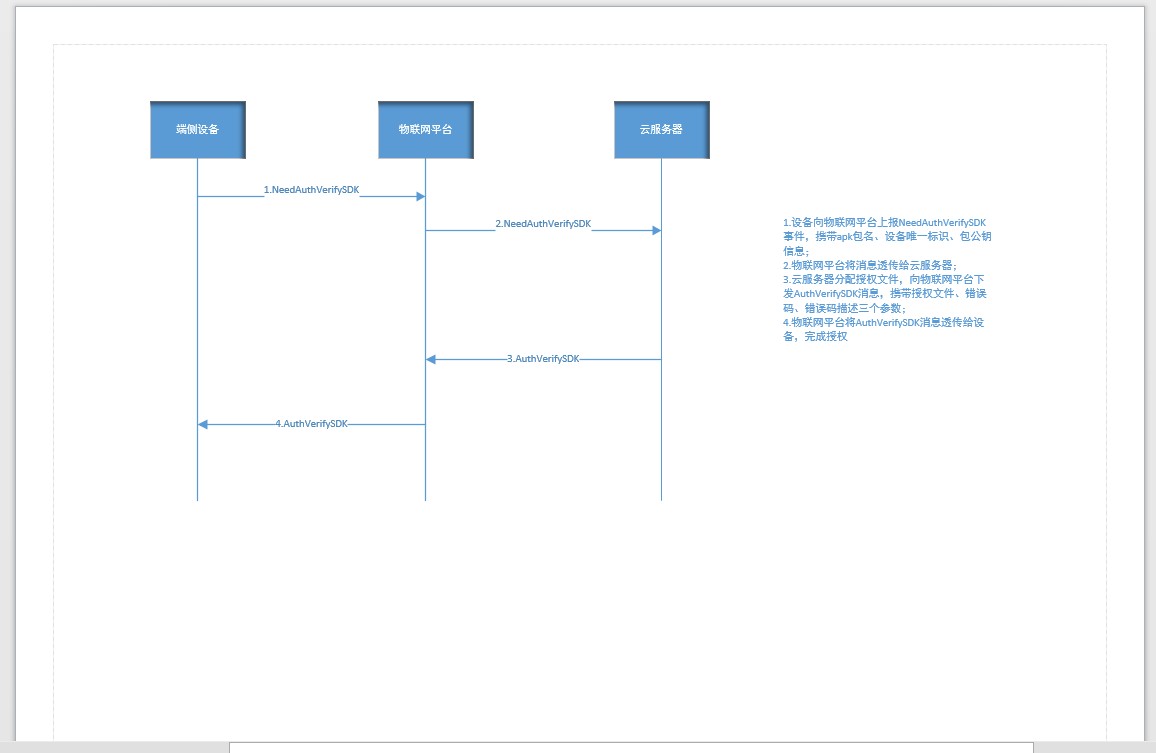 端侧设备
物联网平台
云服务器
1.NeedAuthVerifySDK
2.NeedAuthVerifySDK
1.设备向物联网平台上报NeedAuthVerifySDK
事件，携带apk包名、设备唯一标识、包公钥
信息；
2.物联网平台将消息透传给云服务器；
3.云服务器分配授权文件，向物联网平台下
发AuthVerifySDK消息，携带授权文件、错误
码、错误码描述三个参数；
4.物联网平台将AuthVerifySDK消息透传给设
备，完成授权
3.AuthVerifySDK
4.AuthVerifySDK